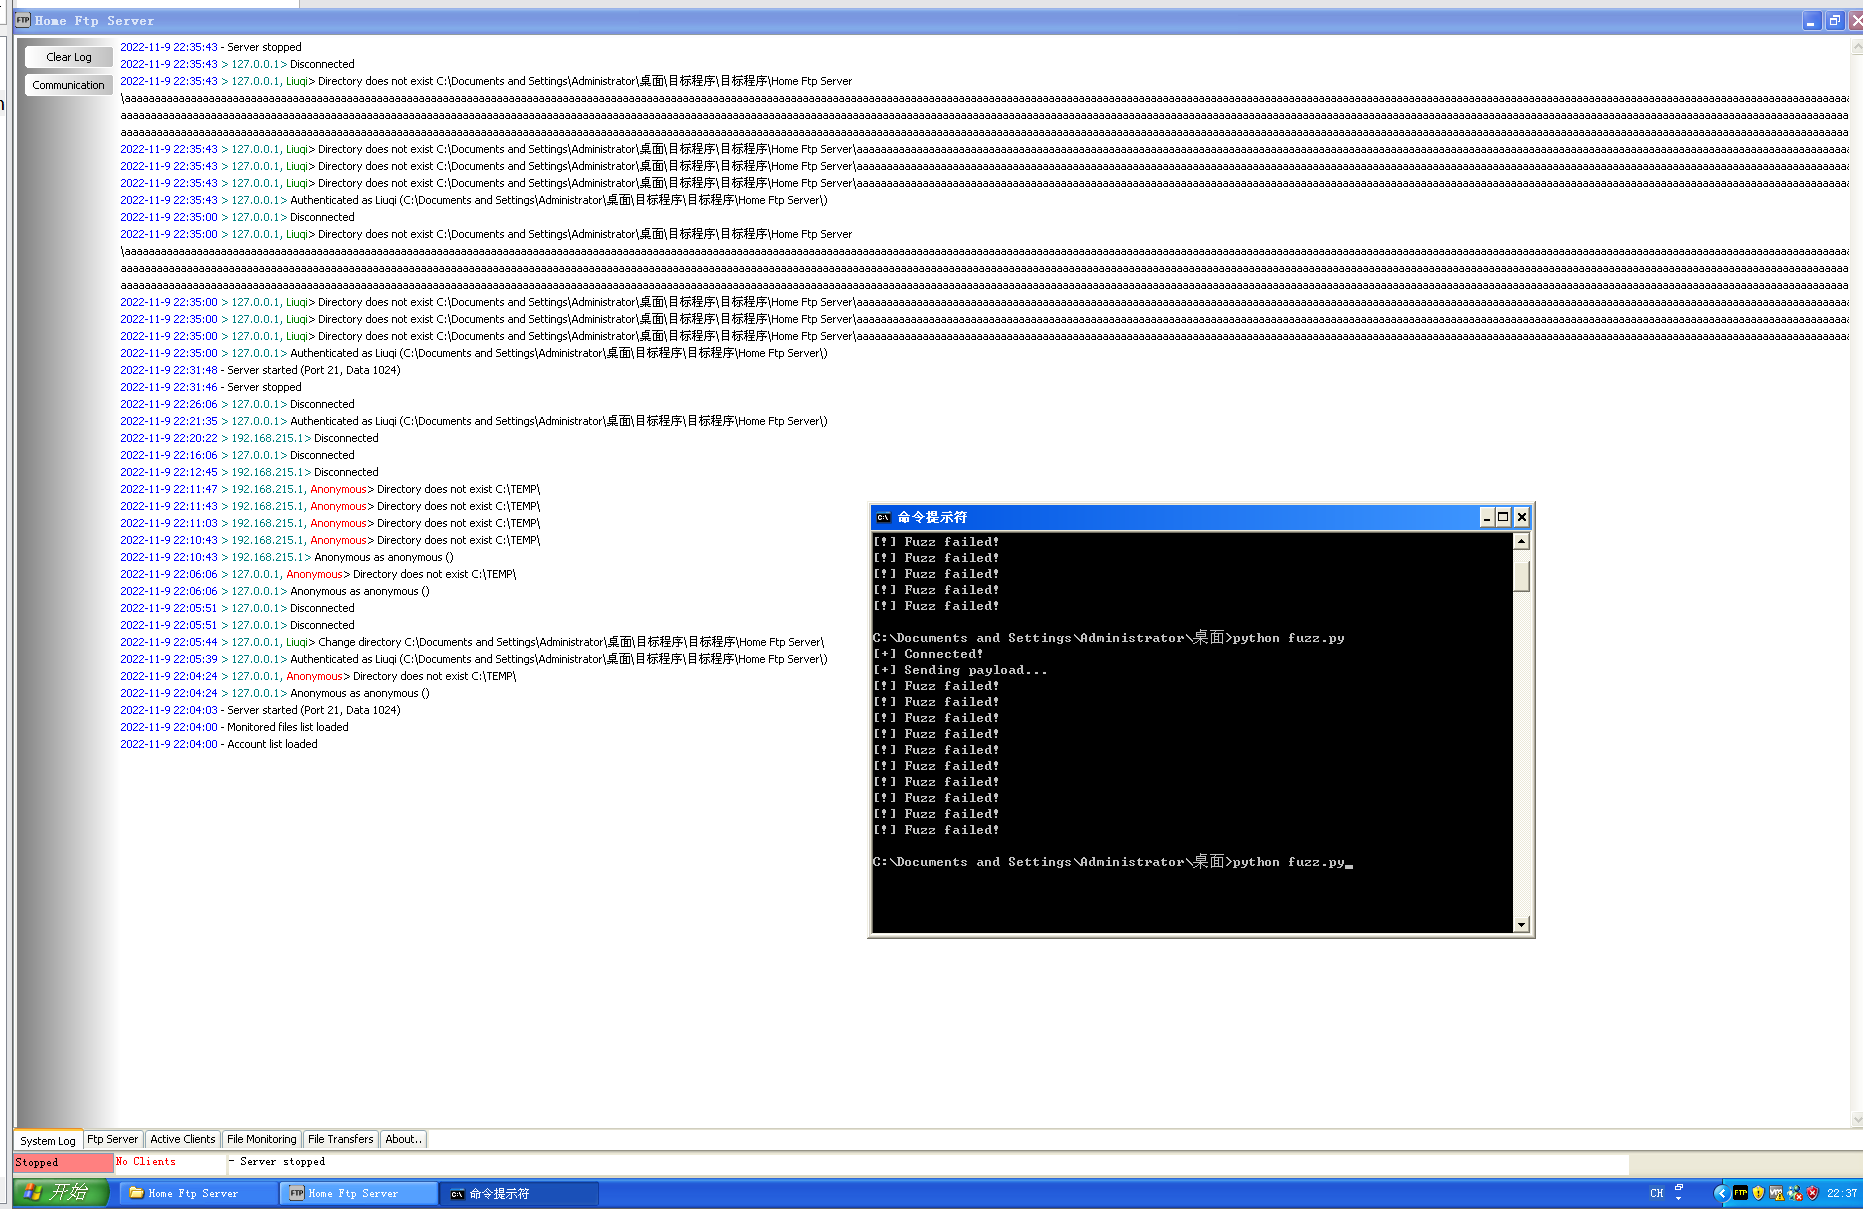 Home Ftp Server
Clear Log
Communication
2022-11-9 22:35:43 - Server stopped
2022-11-9 22:35:43 > 127.0.0.1> Disconnected
2022-11-9 22:35:43 > 127.0.0.1, Liuqi> Directory does not exist C:\Documents and Settings\Administrator\桌面\目标程序\目标程序\Home Ftp Server
2022-11-9 22:35:43 > 127.0.0.1, Liuqi> Directory does not exist C:\Documents and Settings\Administrator\桌面\目标程序\目标程序\Home Ftp Server
2022-11-9 22:35:43 > 127.0.0.1, Liuqi> Directory does not exist C:\Documents and Settings\Administrator\桌面\目标程序\目标程序\Home Ftp Server
2022-11-9 22:35:43 > 127.0.0.1, Liuqi> Directory does not exist C:\Documents and Settings\Administrator\桌面\目标程序\目标程序\Home Ftp Server
2022-11-9 22:35:43 > 127.0.0.1> Authenticated as Liuqi (C:\Documents and Settings\Administrator\桌面\目标程序\目标程序\Home Ftp Server\)
2022-11-9 22:35:00 > 127.0.0.1> Disconnected
2022-11-9 22:35:00 > 127.0.0.1, Liuqi> Directory does not exist C:\Documents and Settings\Administrator\桌面\目标程序\目标程序\Home Ftp Server
2022-11-9 22:35:00 > 127.0.0.1, Liuqi> Directory does not exist C:\Documents and Settings\Administrator\桌面\目标程序\目标程序\Home Ftp Server
2022-11-9 22:35:00 > 127.0.0.1, Liuqi> Directory does not exist C:\Documents and Settings\Administrator\桌面\目标程序\目标程序\Home Ftp Server
2022-11-9 22:35:00 > 127.0.0.1, Liuqi> Directory does not exist C:\Documents and Settings\Administrator\桌面\目标程序\目标程序\Home Ftp Server
2022-11-9 22:35:00 > 127.0.0.1> Authenticated as Liuqi (C:\Documents and Settings\Administrator\桌面\目标程序\目标程序\Home Ftp Server\)
2022-11-9 22:31:48 - Server started (Port 21, Data 1024)
2022-11-9 22:31:46 - Server stopped
2022-11-9 22:26:06 > 127.0.0.1> Disconnected
2022-11-9 22:21:35 > 127.0.0.1> Authenticated as Liuqi (C:\Documents and Settings\Administrator\桌面\目标程序\目标程序\Home Ftp Server\)
2022-11-9 22:20:22 > 192.168.215.1> Disconnected
2022-11-9 22:16:06 > 127.0.0.1> Disconnected
2022-11-9 22:12:45 > 192.168.215.1> Disconnected
2022-11-9 22:11:47 > 192.168.215.1, Anonymous> Directory does not exist C:\TEMP\
2022-11-9 22:11:43 > 192.168.215.1, Anonymous> Directory does not exist C:\TEMP\
2022-11-9 22:11:03 > 192.168.215.1, Anonymous> Directory does not exist C:\TEMP\
2022-11-9 22:10:43 > 192.168.215.1, Anonymous> Directory does not exist C:\TEMP\
2022-11-9 22:10:43 > 192.168.215.1> Anonymous as anonymous ()
2022-11-9 22:06:06 > 127.0.0.1, Anonymous> Directory does not exist C:\TEMP\
2022-11-9 22:06:06 > 127.0.0.1> Anonymous as anonymous ()
2022-11-9 22:05:51 > 127.0.0.1> Disconnected
2022-11-9 22:05:51 > 127.0.0.1> Disconnected
2022-11-9 22:05:44 > 127.0.0.1, Liuqi> Change directory C:\Documents and Settings\Administrator\桌面\目标程序\目标程序\Home Ftp Server\
2022-11-9 22:05:39 > 127.0.0.1> Authenticated as Liuqi (C:\Documents and Settings\Administrator\桌面\目标程序\目标程序\Home Ftp Server\)
2022-11-9 22:04:24 > 127.0.0.1, Anonymous> Directory does not exist C:\TEMP\
2022-11-9 22:04:24 > 127.0.0.1> Anonymous as anonymous ()
2022-11-9 22:04:03 - Server started (Port 21, Data 1024)
2022-11-9 22:04:00 - Monitored files list loaded
2022-11-9 22:04:00 - Account list loaded
命令提示符
[!] Fuzz failed!
[!] Fuzz failed!
[!] Fuzz failed!
[!] Fuzz failed!
[!] Fuzz failed!
C:\Documents and Settings\Administrator\桌面>python fuzz.py
[+] Connected!
[+] Sending payload...
[!] Fuzz failed!
[!] Fuzz failed!
[!] Fuzz failed!
[!] Fuzz failed!
[!] Fuzz failed!
[!] Fuzz failed!
[!] Fuzz failed!
[!] Fuzz failed!
[!] Fuzz failed!
[!] Fuzz failed!
C:\Documents and Settings\Administrator\桌面>python fuzz.py_
System Log Ftp Server Active Clients File Monitoring File Transfers About..
Stopped No Clients - Server stopped
开始 Home Ftp Server FTP Home Ftp Server 命令提示符 CH FTP 22:37